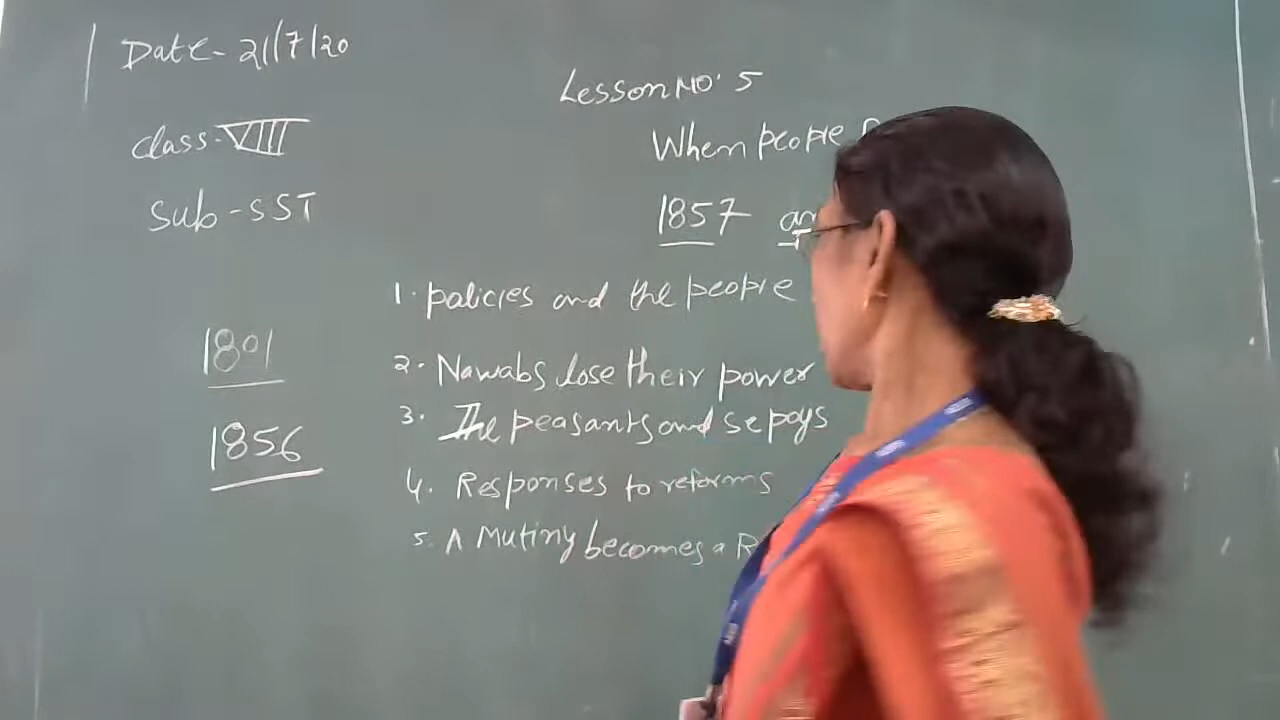 Date - 21/7/20
Lesson NO. 5
class - VIII
When people
Sub - SST
1857
1. policies and the people
1801
2. Nawabs lose their power
3. The peasants and sepoys
1856
4. Responses to reforms
5. A Mutiny becomes a